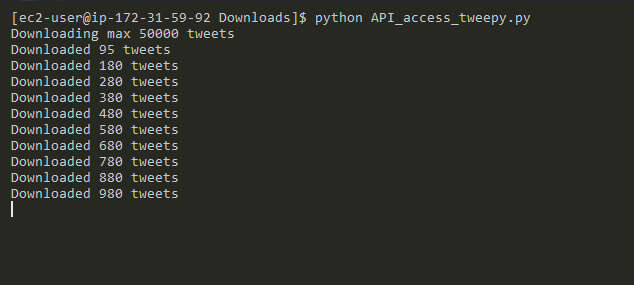 [ec2-user@ip-172-31-59-92 Downloads]$ python API_access_tweepy.py
Downloading max 50000 tweets
Downloaded 95 tweets
Downloaded 180 tweets
Downloaded 280 tweets
Downloaded 380 tweets
Downloaded 480 tweets
Downloaded 580 tweets
Downloaded 680 tweets
Downloaded 780 tweets
Downloaded 880 tweets
Downloaded 980 tweets